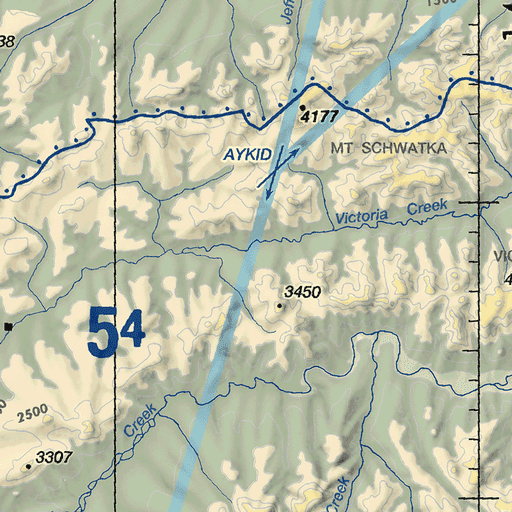 38
4177
AYKID
MT SCHWATKA
Victoria Creek
3450
54
2500
Creek
3307
Creek